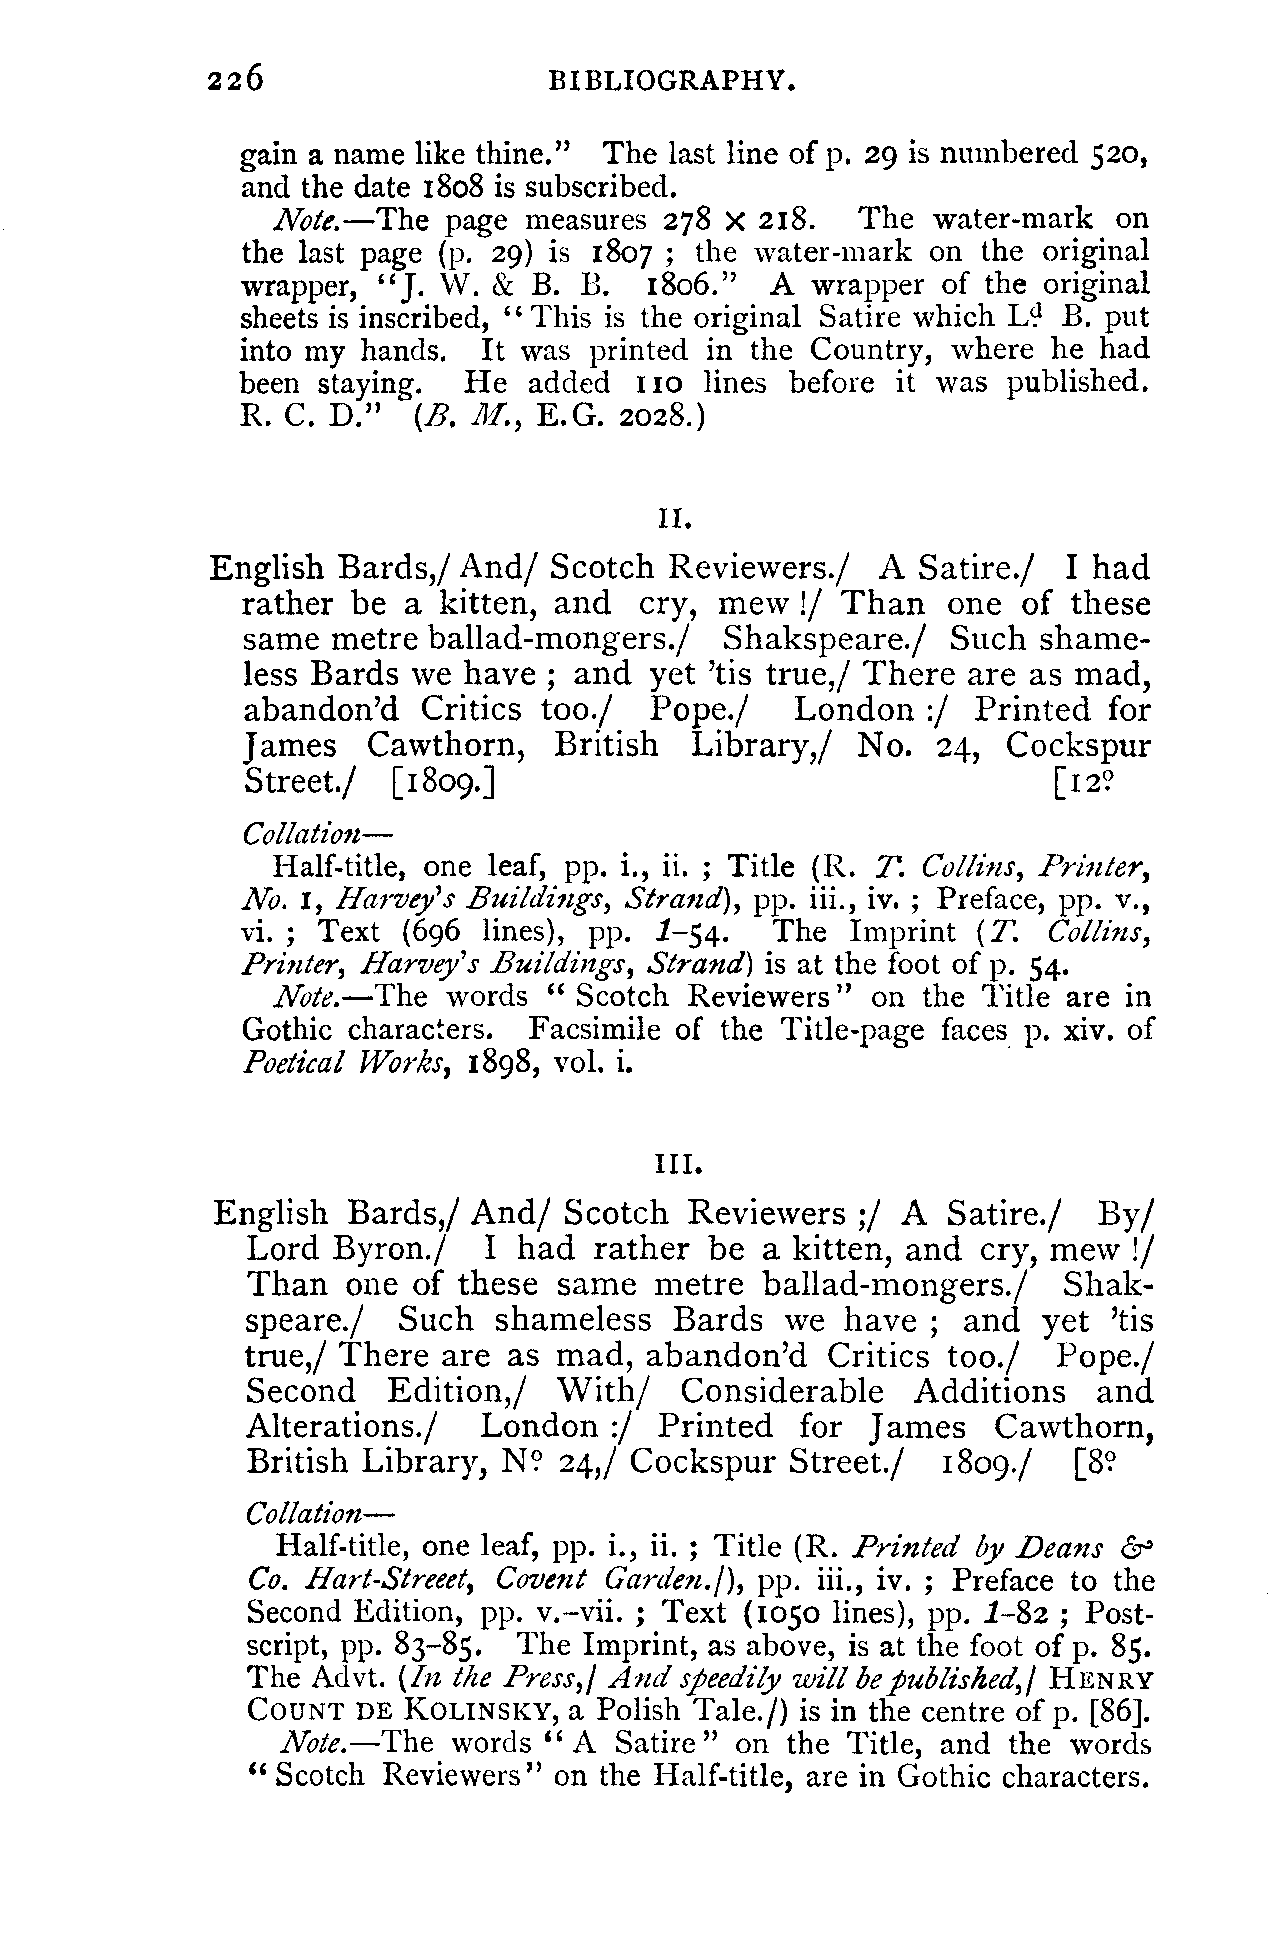 226 BIBLIOGRAPHY.
gain a name like thine." The last line of p. 29 is numbered 520,
and the date 1808 is subscribed.
Note.—The page measures 278 × 218. The water-mark on
the last page (p. 29) is 1807 ; the water-mark on the original
wrapper, "J. W. & B. B. 1806." A wrapper of the original
sheets is inscribed, "This is the original Satire which Lᵈ B. put
into my hands. It was printed in the Country, where he had
been staying. He added 110 lines before it was published.
R. C. D." (B. M., E.G. 2028.)
II.
English Bards,/ And/ Scotch Reviewers./ A Satire./ I had
rather be a kitten, and cry, mew !/ Than one of these
same metre ballad-mongers./ Shakspeare./ Such shame-
less Bards we have ; and yet 'tis true,/ There are as mad,
abandon'd Critics too./ Pope./ London :/ Printed for
James Cawthorn, British Library,/ No. 24, Cockspur
Street./ [1809.] [12º
Collation—
Half-title, one leaf, pp. i., ii. ; Title (R. T. Collins, Printer,
No. 1, Harvey's Buildings, Strand), pp. iii., iv. ; Preface, pp. v.,
vi. ; Text (696 lines), pp. 1-54. The Imprint (T. Collins,
Printer, Harvey's Buildings, Strand) is at the foot of p. 54.
Note.—The words " Scotch Reviewers" on the Title are in
Gothic characters. Facsimile of the Title-page faces p. xiv. of
Poetical Works, 1898, vol. i.
III.
English Bards,/ And/ Scotch Reviewers ;/ A Satire./ By/
Lord Byron./ I had rather be a kitten, and cry, mew !/
Than one of these same metre ballad-mongers./ Shak-
speare./ Such shameless Bards we have ; and yet 'tis
true,/ There are as mad, abandon'd Critics too./ Pope./
Second Edition,/ With/ Considerable Additions and
Alterations./ London :/ Printed for James Cawthorn,
British Library, Nº 24,/ Cockspur Street./ 1809./ [8º
Collation—
Half-title, one leaf, pp. i., ii. ; Title (R. Printed by Deans &
Co. Hart-Streeet, Covent Garden./), pp. iii., iv. ; Preface to the
Second Edition, pp. v.-vii. ; Text (1050 lines), pp. 1-82 ; Post-
script, pp. 83-85. The Imprint, as above, is at the foot of p. 85.
The Advt. (In the Press,/ And speedily will be published,/ HENRY
COUNT DE KOLINSKY, a Polish Tale./) is in the centre of p. [86].
Note.—The words "A Satire" on the Title, and the words
"Scotch Reviewers" on the Half-title, are in Gothic characters.